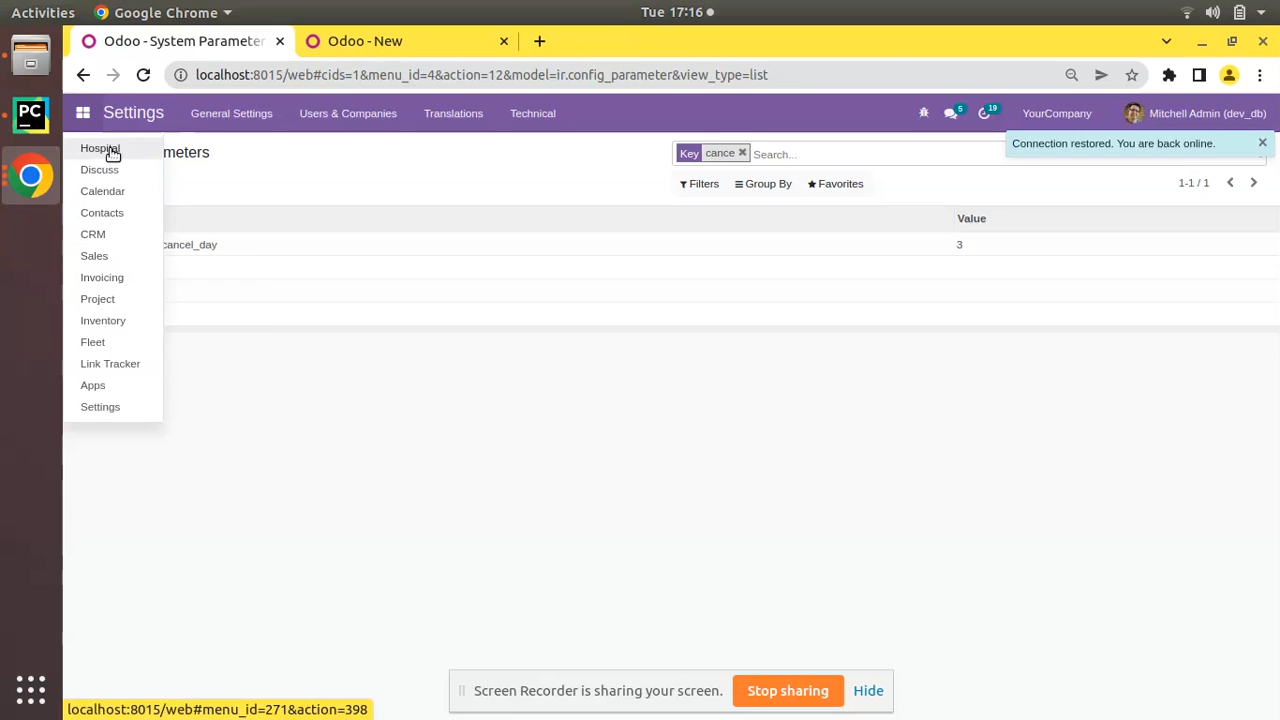 Activities
Google Chrome
Tue 17:16
Odoo - System Parameter
Odoo - New
localhost:8015/web#cids=1&menu_id=4&action=12&model=ir.config_parameter&view_type=list
Settings
General Settings
Users & Companies
Translations
Technical
5
19
YourCompany
Mitchell Admin (dev_db)
Connection restored. You are back online.
meters
Key
cance
Search...
Filters
Group By
Favorites
1-1 / 1
Value
cancel_day
3
Hospital
Discuss
Calendar
Contacts
CRM
Sales
Invoicing
Project
Inventory
Fleet
Link Tracker
Apps
Settings
PC
Screen Recorder is sharing your screen.
Stop sharing
Hide
localhost:8015/web#menu_id=271&action=398